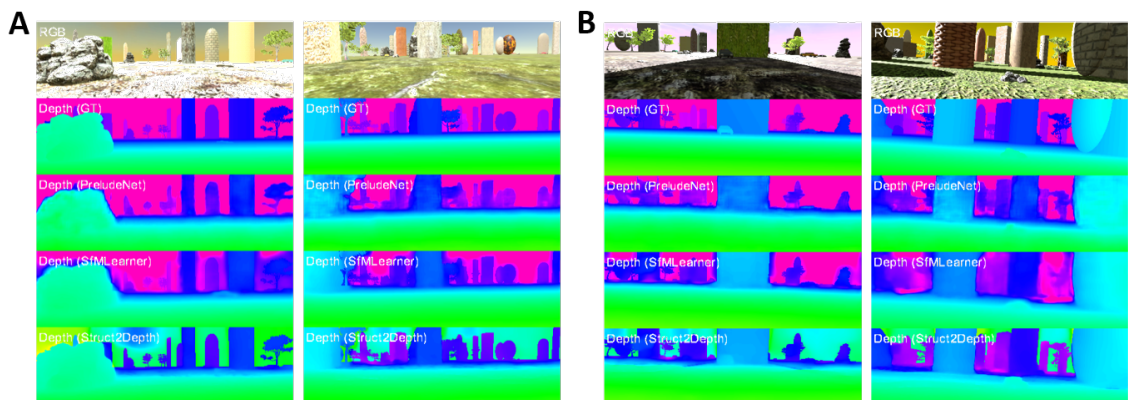 A
B
RGB
RGB
RGB
RGB
Depth (GT)
Depth (GT)
Depth (GT)
Depth (GT)
Depth (PreludeNet)
Depth (PreludeNet)
Depth (PreludeNet)
Depth (PreludeNet)
Depth (SfMLearner)
Depth (SfMLearner)
Depth (SfMLearner)
Depth (SfMLearner)
Depth (Struct2Depth)
Depth (Struct2Depth)
Depth (Struct2Depth)
Depth (Struct2Depth)